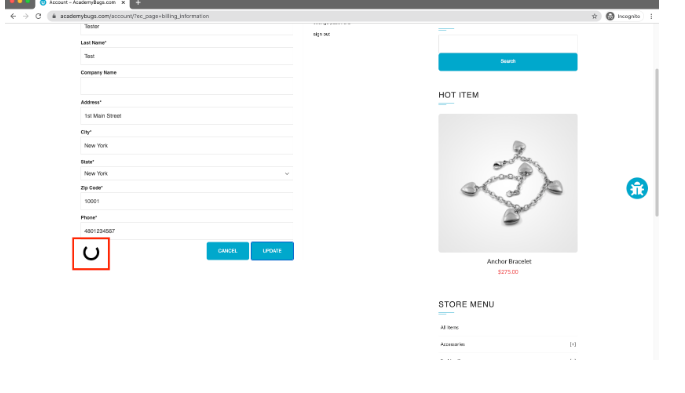 Account – AcademyBugs.com
academybugs.com/account/?ec_page=billing_information
Incognito
Tester
sign out
Last Name*
Test
Search
Company Name
HOT ITEM
Address*
1st Main Street
City*
New York
State*
New York
Zip Code*
10001
Phone*
4801234567
CANCEL
UPDATE
Anchor Bracelet
$275.00
STORE MENU
All Items
Accessories
[+]